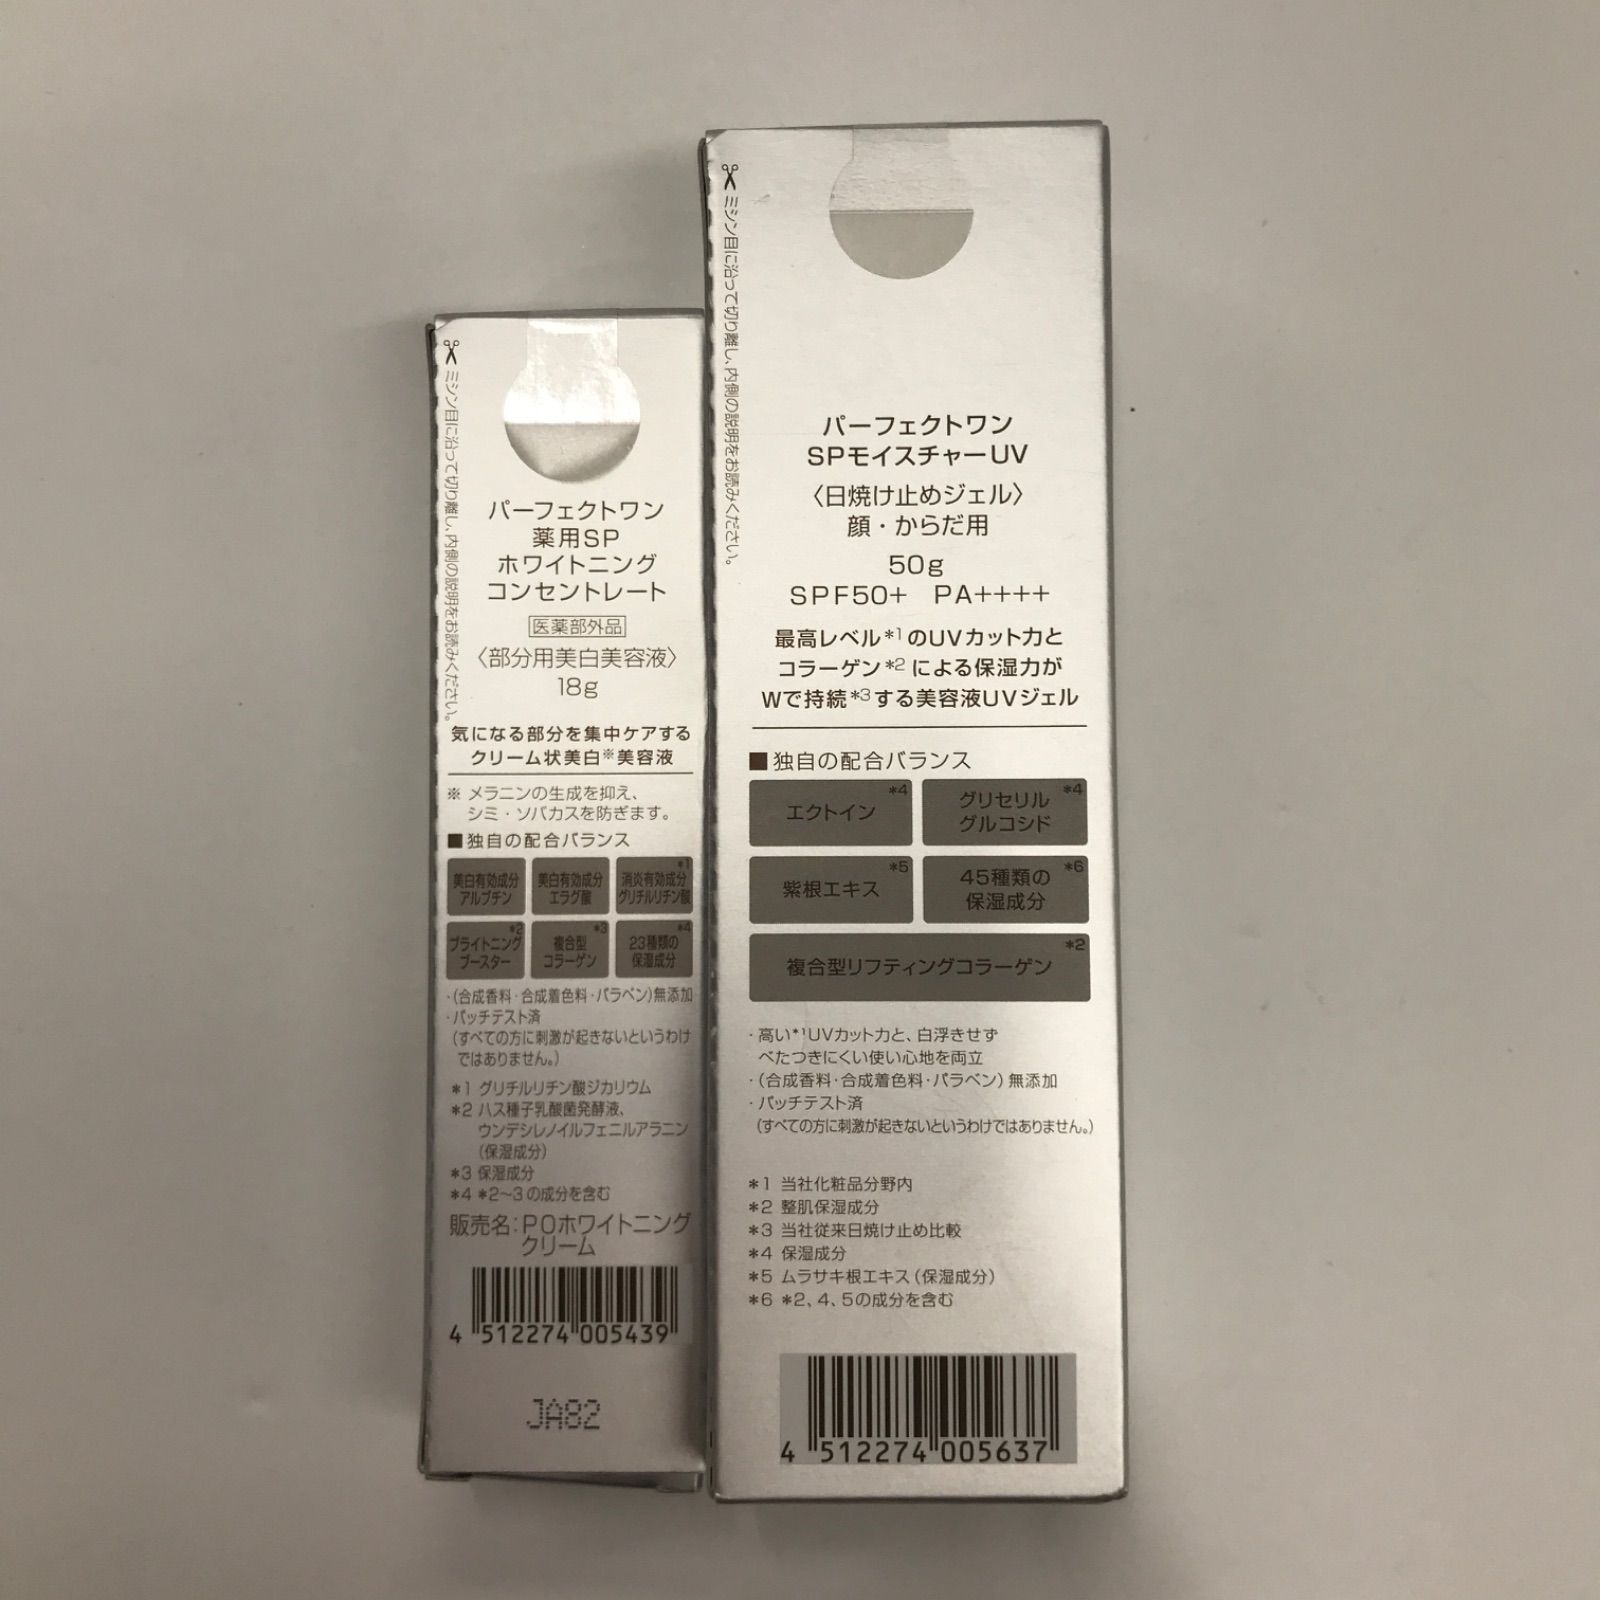 ミシン目に沿って切り離し、内側の説明をお読みください。
パーフェクトワン
薬用SP
ホワイトニング
コンセントレート
医薬部外品
〈部分用美白美容液〉
18g
気になる部分を集中ケアする
クリーム状美白※美容液
※ メラニンの生成を抑え、
シミ・ソバカスを防ぎます。
■独自の配合バランス
美白有効成分
アルブチン
美白有効成分
エラグ酸
消炎有効成分*1
グリチルリチン酸
ブライトニング*2
ブースター
複合型*3
コラーゲン
23種類の*4
保湿成分
・(合成香料・合成着色料・パラベン)無添加
・パッチテスト済
(すべての方に刺激が起きないというわけ
ではありません。)
*1 グリチルリチン酸ジカリウム
*2 ハス種子乳酸菌発酵液、
ウンデシレノイルフェニルアラニン
(保湿成分)
*3 保湿成分
*4 *2〜3の成分を含む
販売名：POホワイトニング
クリーム
4 512274 005439
JA82
ミシン目に沿って切り離し、内側の説明をお読みください。
パーフェクトワン
SPモイスチャーUV
〈日焼け止めジェル〉
顔・からだ用
50g
SPF50+ PA++++
最高レベル*1のUVカット力と
コラーゲン*2による保湿力が
Wで持続*3する美容液UVジェル
■独自の配合バランス
エクトイン*4
グリセリル*4
グルコシド
紫根エキス*5
45種類の*6
保湿成分
複合型リフティングコラーゲン*2
・高い*1UVカット力と、白浮きせず
べたつきにくい使い心地を両立
・(合成香料・合成着色料・パラベン)無添加
・パッチテスト済
(すべての方に刺激が起きないというわけではありません。)
*1 当社化粧品分野内
*2 整肌保湿成分
*3 当社従来日焼け止め比較
*4 保湿成分
*5 ムラサキ根エキス(保湿成分)
*6 *2、4、5の成分を含む
4 512274 005637